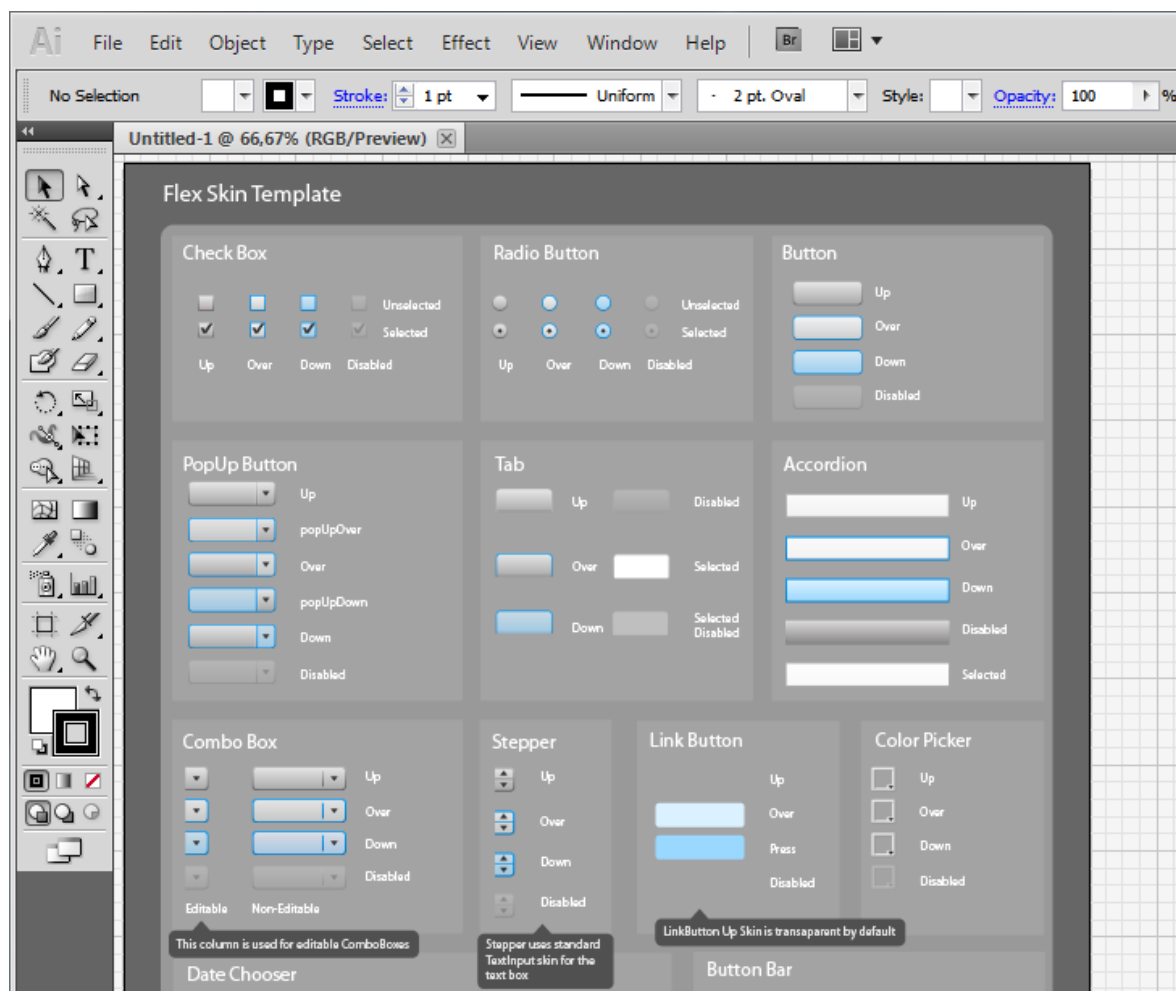 Ai File Edit Object Type Select Effect View Window Help Br
No Selection Stroke: 1 pt Uniform 2 pt. Oval Style: Opacity: 100 %
Untitled-1 @ 66,67% (RGB/Preview)
Flex Skin Template
Check Box
Unselected
Selected
Up Over Down Disabled
Radio Button
Unselected
Selected
Up Over Down Disabled
Button
Up
Over
Down
Disabled
PopUp Button
Up
popUpOver
Over
popUpDown
Down
Disabled
Tab
Up Disabled
Over Selected
Down Selected
Disabled
Accordion
Up
Over
Down
Disabled
Selected
Combo Box
Up
Over
Down
Disabled
Editable Non-Editable
This column is used for editable ComboBoxes
Stepper
Up
Over
Down
Disabled
Stepper uses standard
TextInput skin for the
text box
Link Button
Up
Over
Press
Disabled
LinkButton Up Skin is transaparent by default
Color Picker
Up
Over
Down
Disabled
Date Chooser
Button Bar